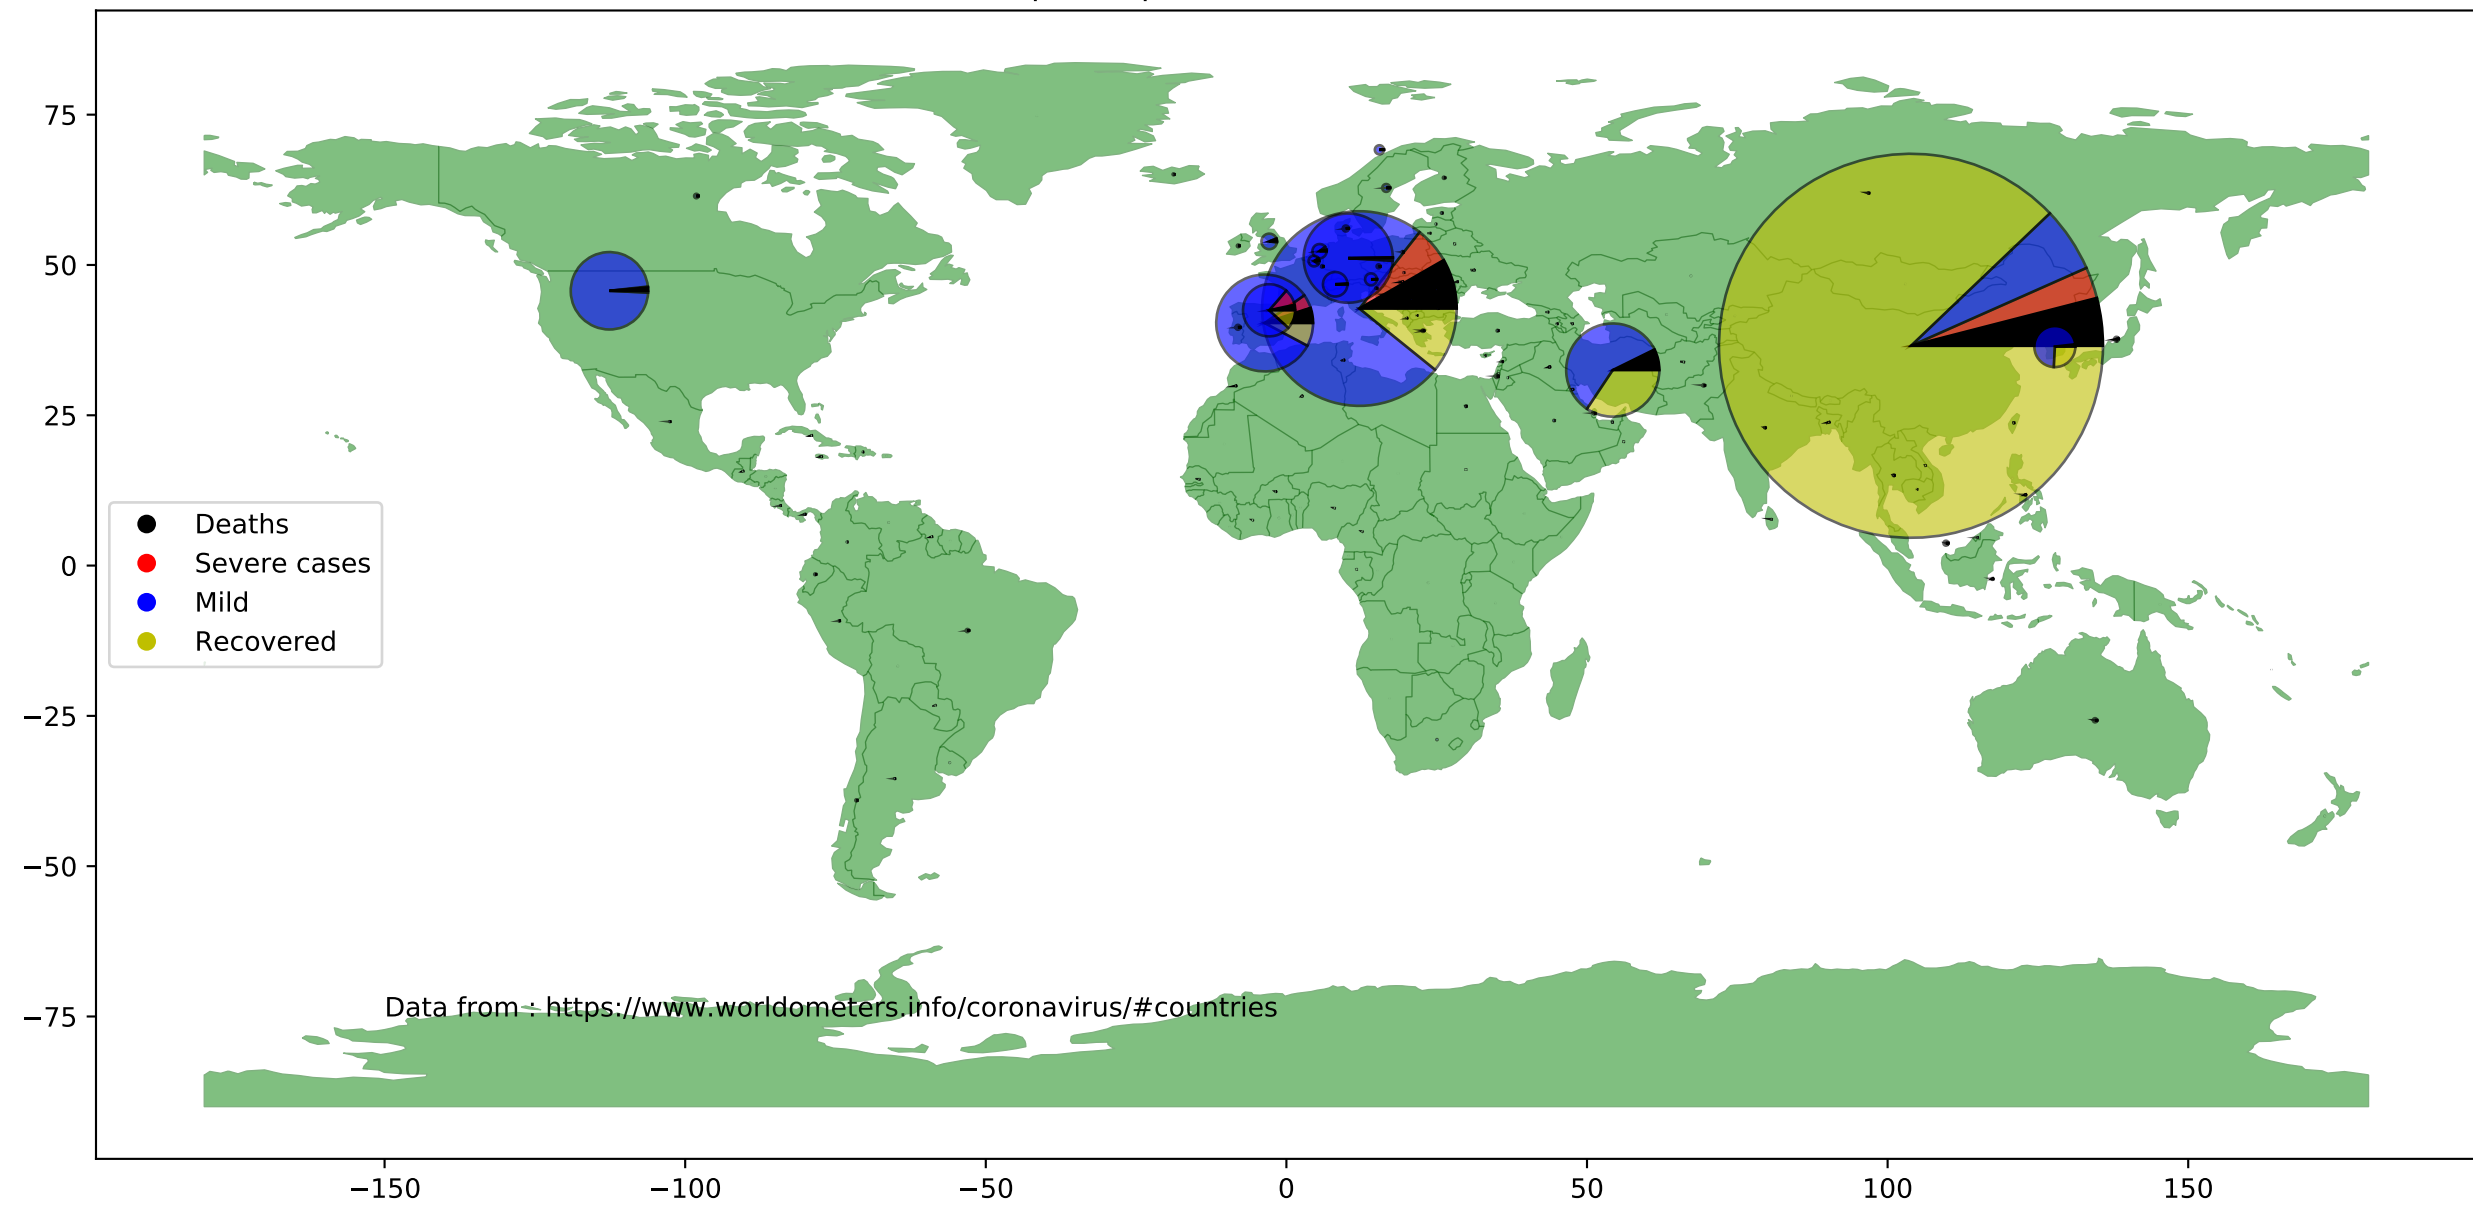 75
50
25
0
−25
−50
−75
Deaths
Severe cases
Mild
Recovered
Data from : https://www.worldometers.info/coronavirus/#countries
−150
−100
−50
0
50
100
150